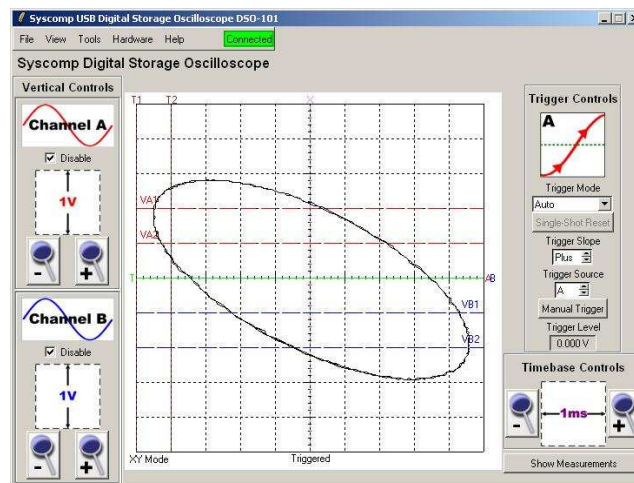 Syscomp USB Digital Storage Oscilloscope DSO-101
File View Tools Hardware Help Connected
Syscomp Digital Storage Oscilloscope
Vertical Controls
Channel A
Disable
1V
- +
Channel B
Disable
1V
- +
T1 T2 X
VA1
VA2
T AB
VB1
VB2
XY Mode Triggered
Trigger Controls
A
Trigger Mode
Auto
Single-Shot Reset
Trigger Slope
Plus
Trigger Source
A
Manual Trigger
Trigger Level
0.000 V
Timebase Controls
- 1ms +
Show Measurements